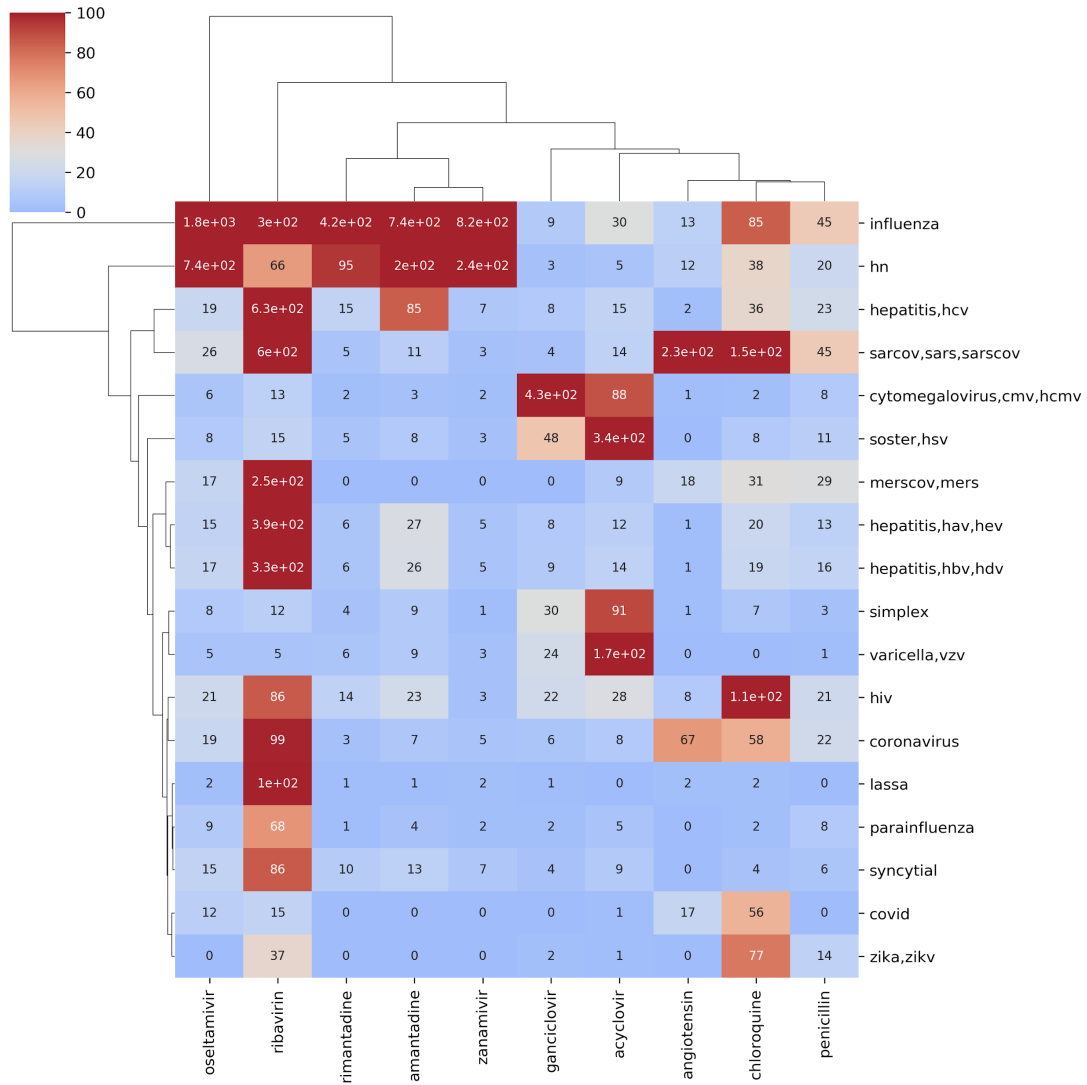 100
80
60
40
20
0
1.8e+03 3e+02 4.2e+02 7.4e+02 8.2e+02 9 30 13 85 45 influenza
7.4e+02 66 95 2e+02 2.4e+02 3 5 12 38 20 hn
19 6.3e+02 15 85 7 8 15 2 36 23 hepatitis,hcv
26 6e+02 5 11 3 4 14 2.3e+02 1.5e+02 45 sarcov,sars,sarscov
6 13 2 3 2 4.3e+02 88 1 2 8 cytomegalovirus,cmv,hcmv
8 15 5 8 3 48 3.4e+02 0 8 11 soster,hsv
17 2.5e+02 0 0 0 0 9 18 31 29 merscov,mers
15 3.9e+02 6 27 5 8 12 1 20 13 hepatitis,hav,hev
17 3.3e+02 6 26 5 9 14 1 19 16 hepatitis,hbv,hdv
8 12 4 9 1 30 91 1 7 3 simplex
5 5 6 9 3 24 1.7e+02 0 0 1 varicella,vzv
21 86 14 23 3 22 28 8 1.1e+02 21 hiv
19 99 3 7 5 6 8 67 58 22 coronavirus
2 1e+02 1 1 2 1 0 2 2 0 lassa
9 68 1 4 2 2 5 0 2 8 parainfluenza
15 86 10 13 7 4 9 0 4 6 syncytial
12 15 0 0 0 0 1 17 56 0 covid
0 37 0 0 0 2 1 0 77 14 zika,zikv
oseltamivir ribavirin rimantadine amantadine zanamivir ganciclovir acyclovir angiotensin chloroquine penicillin